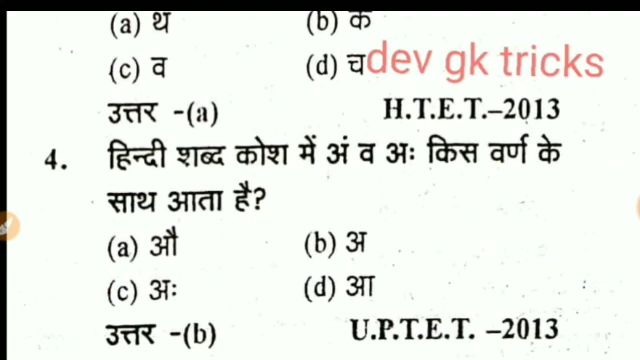 (a) थ (b) क
(c) व (d) च dev gk tricks
उत्तर -(a) H.T.E.T.–2013
4. हिन्दी शब्द कोश में अं व अः किस वर्ण के
साथ आता है?
(a) औ (b) अ
(c) अः (d) आ
उत्तर -(b) U.P.T.E.T. –2013